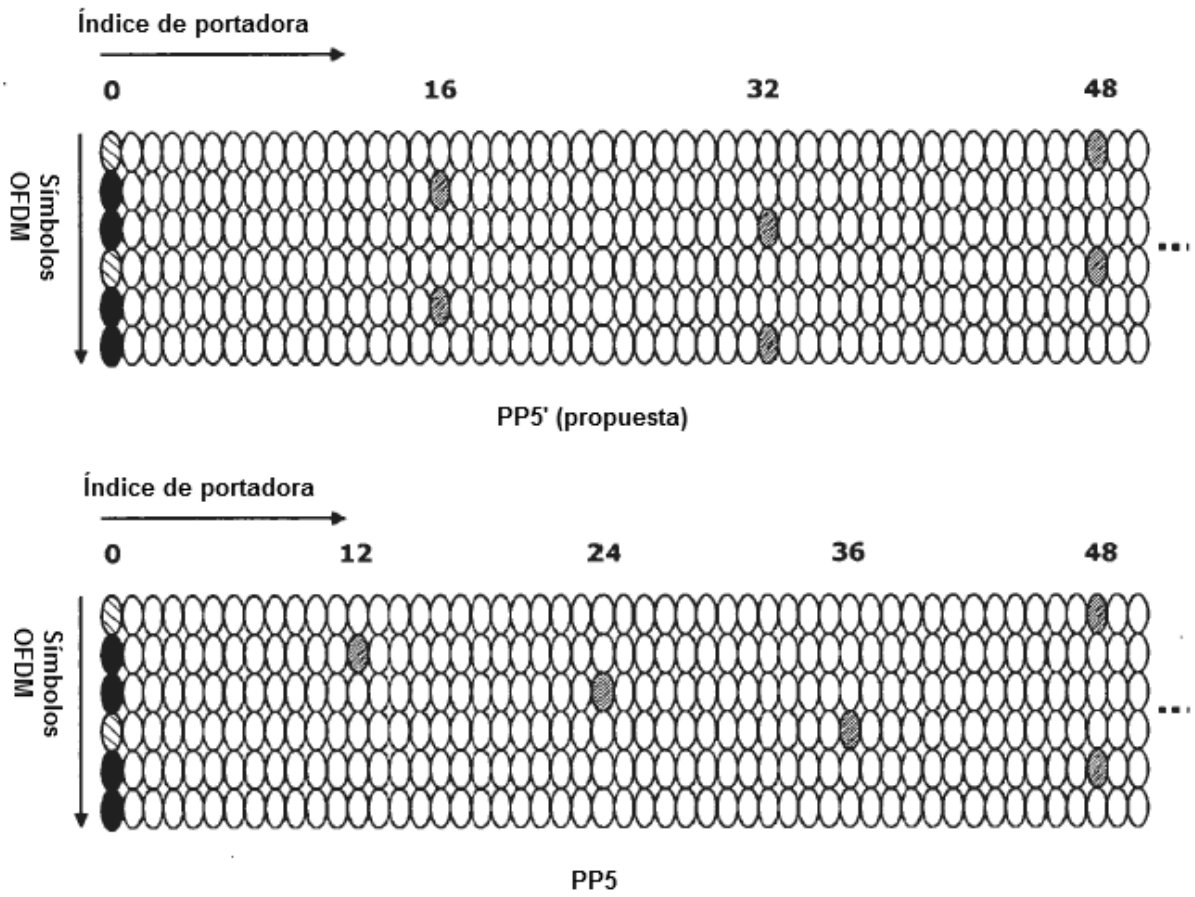 Índice de portadora
0 16 32 48
Símbolos
OFDM
PP5' (propuesta)
Índice de portadora
0 12 24 36 48
Símbolos
OFDM
PP5